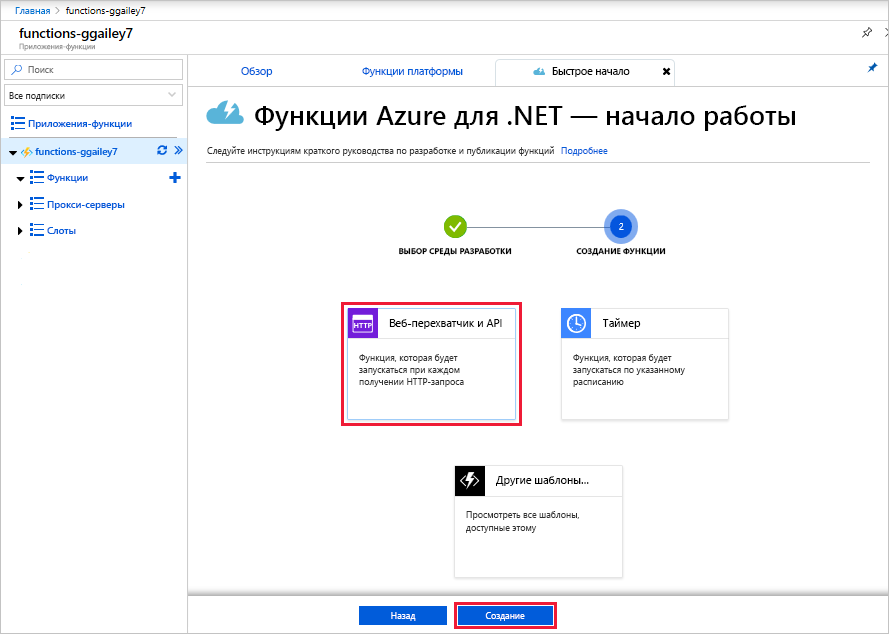 Главная > functions-ggailey7
functions-ggailey7
Приложения-функции
Поиск
Все подписки
Приложения-функции
functions-ggailey7
Функции
Прокси-серверы
Слоты
Обзор
Функции платформы
Быстрое начало
Функции Azure для .NET — начало работы
Следуйте инструкциям краткого руководства по разработке и публикации функций Подробнее
2
ВЫБОР СРЕДЫ РАЗРАБОТКИ
СОЗДАНИЕ ФУНКЦИИ
HTTP
Веб-перехватчик и API
Функция, которая будет
запускаться при каждом
получении HTTP-запроса
Таймер
Функция, которая будет
запускаться по указанному
расписанию
Другие шаблоны...
Просмотреть все шаблоны,
доступные этому
Назад
Создание